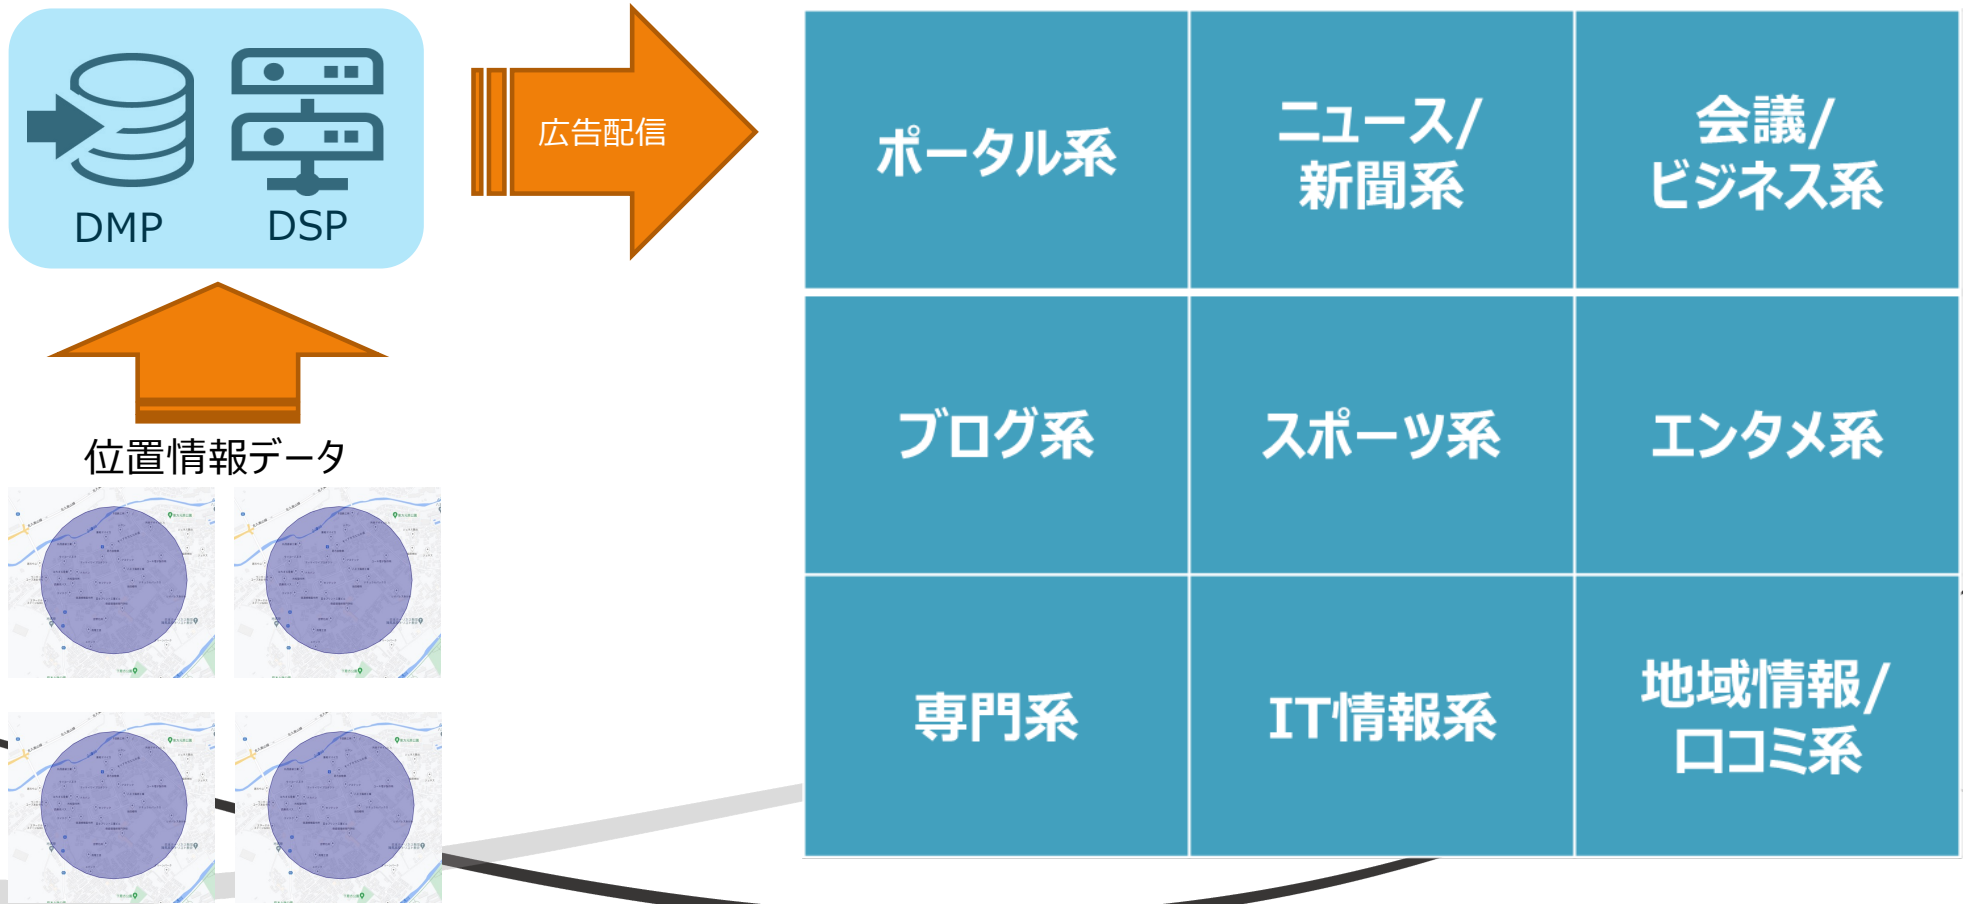 DMP
DSP
広告配信
位置情報データ
ポータル系
ニュース/
新聞系
会議/
ビジネス系
ブログ系
スポーツ系
エンタメ系
専門系
IT情報系
地域情報/
口コミ系